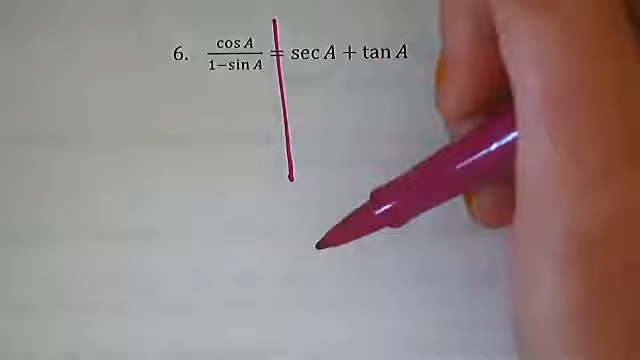 6. cos A / 1−sin A = sec A + tan A